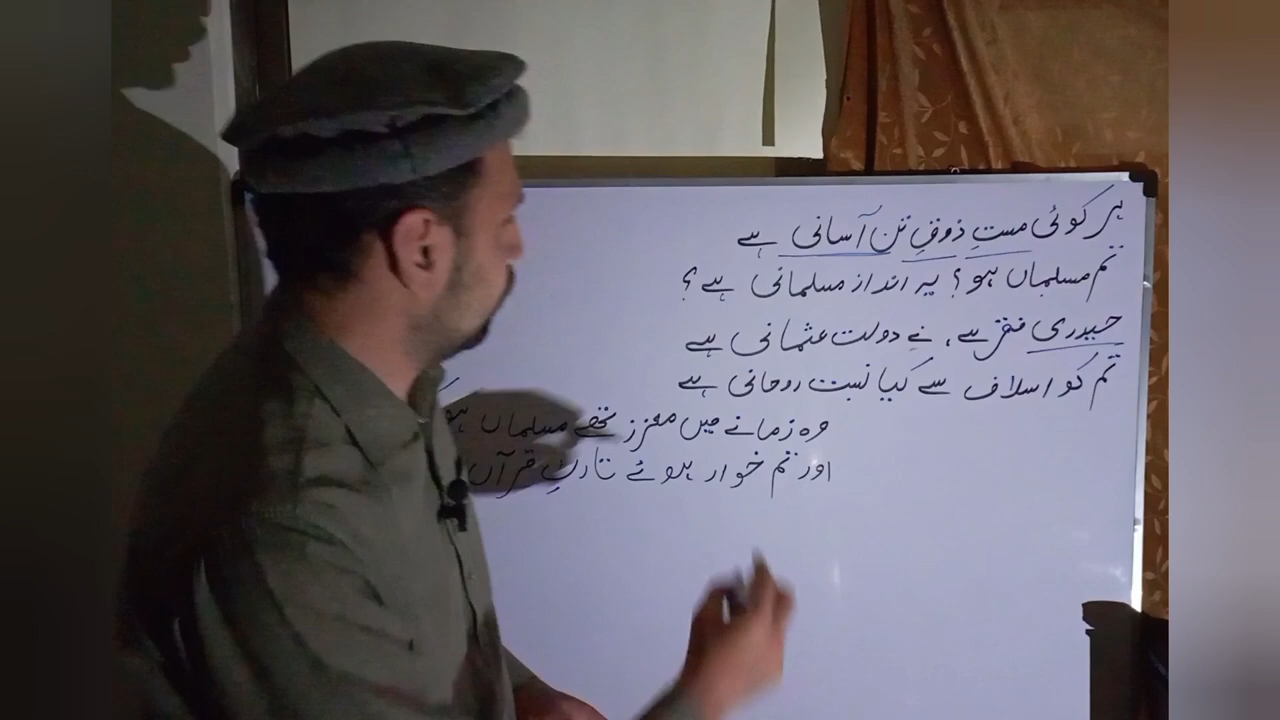 ہر کوئی مستِ ذوقِ تن آسانی ہے
تم مسلماں ہو؟ یہ اندازِ مسلمانی ہے؟
حیدری فقر ہے، نے دولت عثمانی ہے
تم کو اسلاف سے کیا نسبت روحانی ہے
وہ زمانے میں معزز تھے مسلماں ہو
اور تم خوار ہوئے تارکِ قرآں